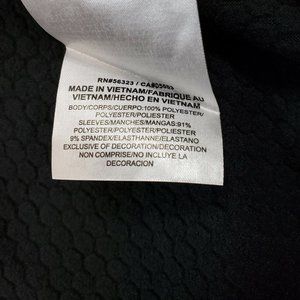 RN#56323 / CA#05553
MADE IN VIETNAM/FABRIQUE AU
VIETNAM/HECHO EN VIETNAM
BODY/CORPS/CUERPO:100% POLYESTER/
POLYESTER/POLIESTER
SLEEVES/MANCHES/MANGAS:91%
POLYESTER/POLYESTER/POLIESTER
9% SPANDEX/ELASTHANNE/ELASTANO
EXCLUSIVE OF DECORATION/DECORATION
NON COMPRISE/NO INCLUYE LA
DECORACION